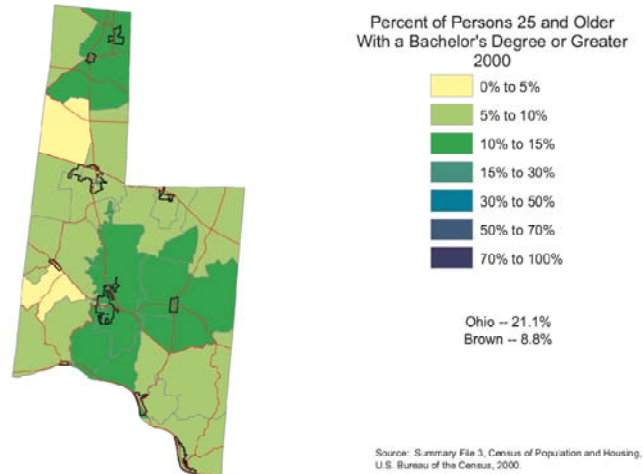 Percent of Persons 25 and Older
With a Bachelor's Degree or Greater
2000
0% to 5%
5% to 10%
10% to 15%
15% to 30%
30% to 50%
50% to 70%
70% to 100%
Ohio -- 21.1%
Brown -- 8.8%
Source: Summary File 3, Census of Population and Housing,
U.S. Bureau of the Census, 2000.